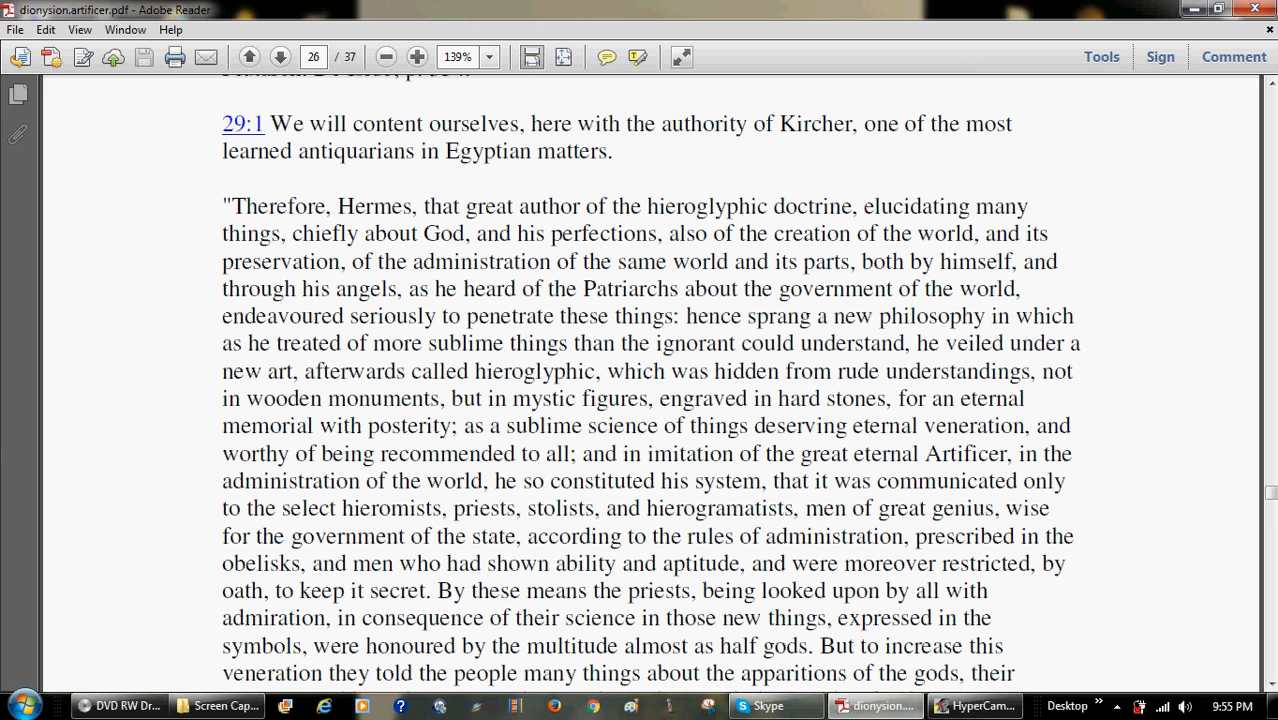 dionysion.artificer.pdf - Adobe Reader
File Edit View Window Help
26 / 37 139% Tools Sign Comment
29:1 We will content ourselves, here with the authority of Kircher, one of the most
learned antiquarians in Egyptian matters.
"Therefore, Hermes, that great author of the hieroglyphic doctrine, elucidating many
things, chiefly about God, and his perfections, also of the creation of the world, and its
preservation, of the administration of the same world and its parts, both by himself, and
through his angels, as he heard of the Patriarchs about the government of the world,
endeavoured seriously to penetrate these things: hence sprang a new philosophy in which
as he treated of more sublime things than the ignorant could understand, he veiled under a
new art, afterwards called hieroglyphic, which was hidden from rude understandings, not
in wooden monuments, but in mystic figures, engraved in hard stones, for an eternal
memorial with posterity; as a sublime science of things deserving eternal veneration, and
worthy of being recommended to all; and in imitation of the great eternal Artificer, in the
administration of the world, he so constituted his system, that it was communicated only
to the select hieromists, priests, stolists, and hierogramatists, men of great genius, wise
for the government of the state, according to the rules of administration, prescribed in the
obelisks, and men who had shown ability and aptitude, and were moreover restricted, by
oath, to keep it secret. By these means the priests, being looked upon by all with
admiration, in consequence of their science in those new things, expressed in the
symbols, were honoured by the multitude almost as half gods. But to increase this
veneration they told the people many things about the apparitions of the gods, their
DVD RW Dr... Screen Cap... Skype dionysion.... HyperCam... Desktop 9:55 PM